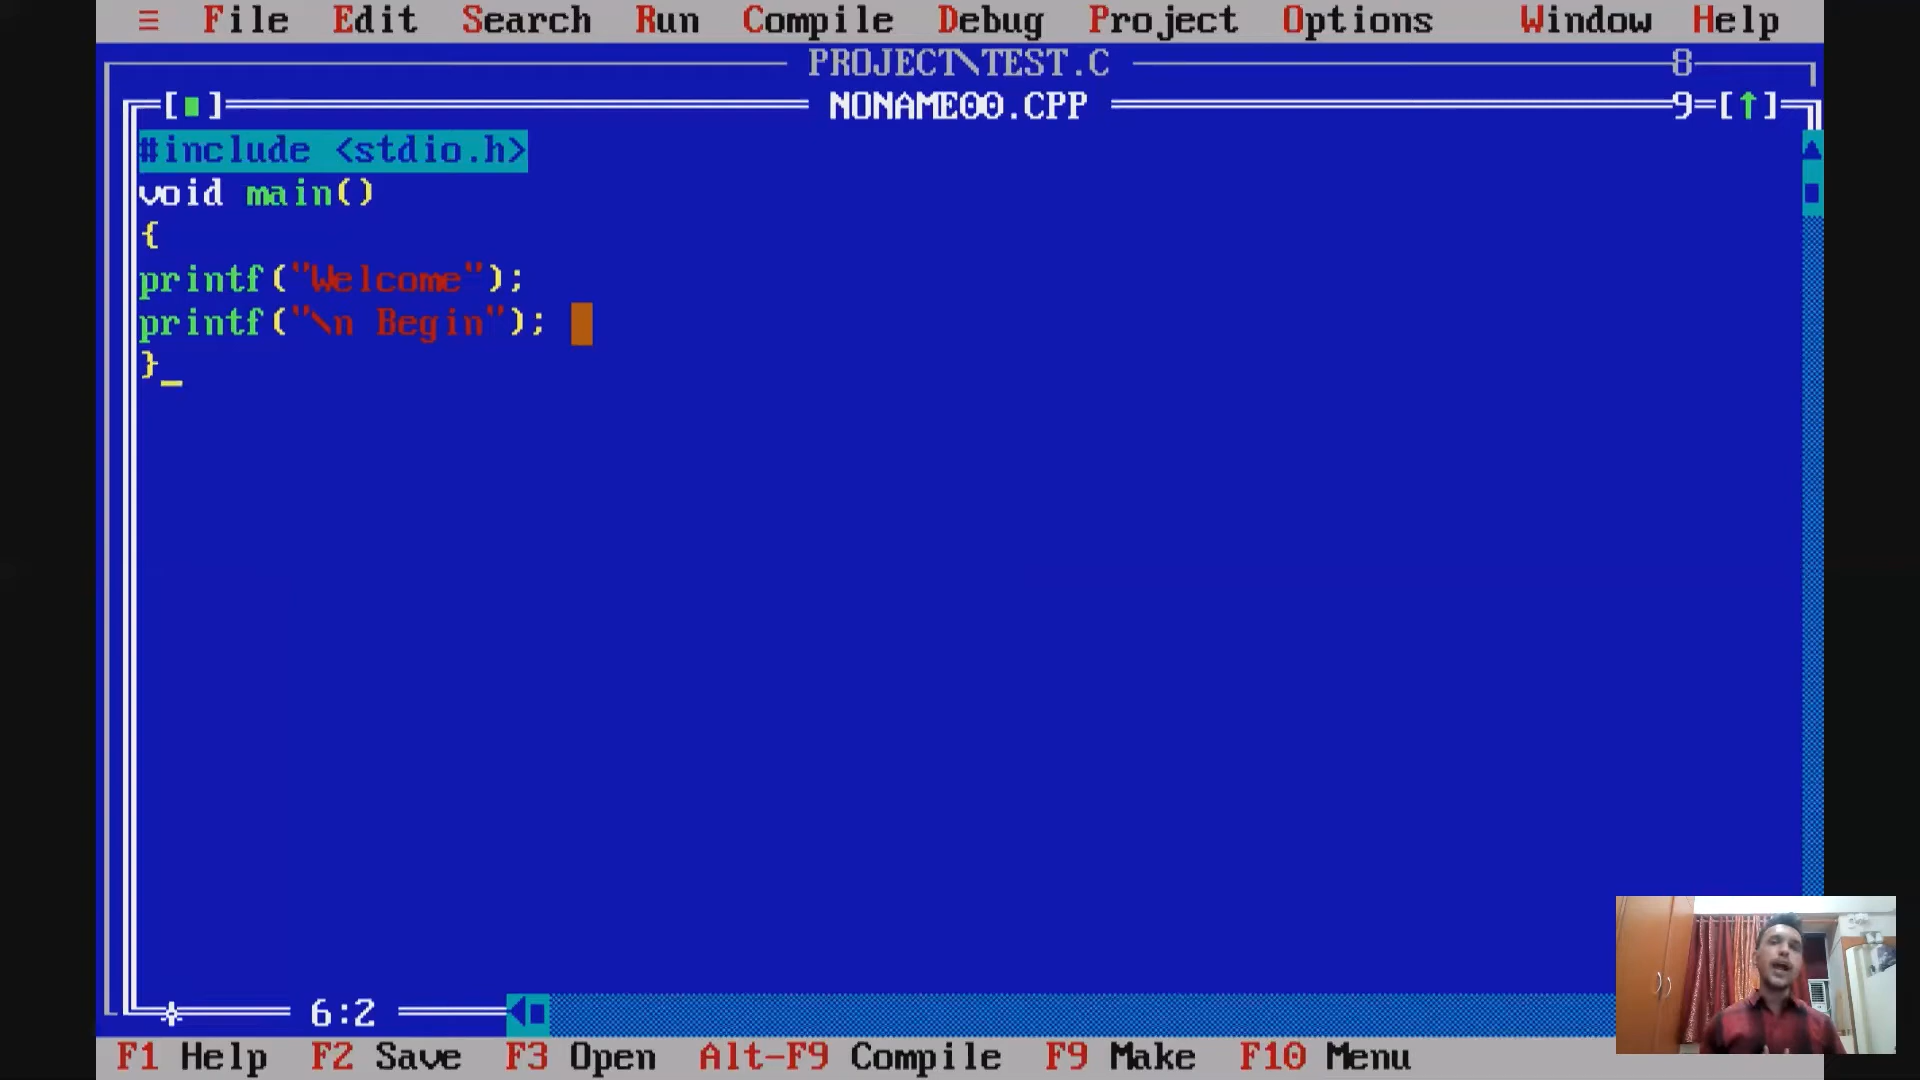 ≡ File Edit Search Run Compile Debug Project Options Window Help
PROJECT\TEST.C 8
[■] NONAME00.CPP 9=[↑]
#include <stdio.h>
void main()
{
printf("Welcome");
printf("\n Begin");
}_
6:2
F1 Help F2 Save F3 Open Alt-F9 Compile F9 Make F10 Menu